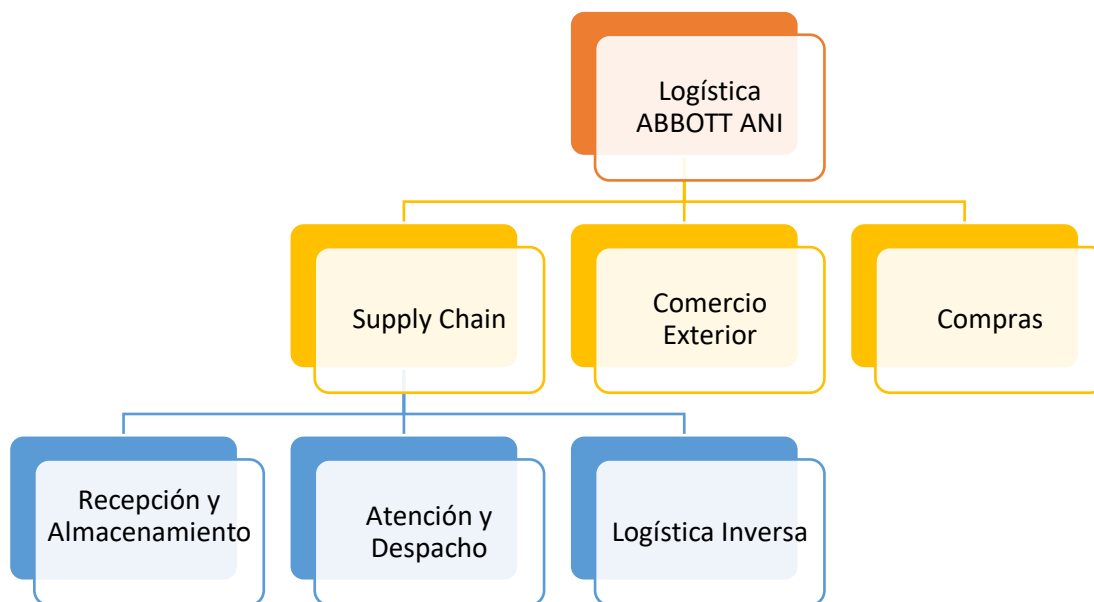 Logística
ABBOTT ANI
Supply Chain
Comercio
Exterior
Compras
Recepción y
Almacenamiento
Atención y
Despacho
Logística Inversa